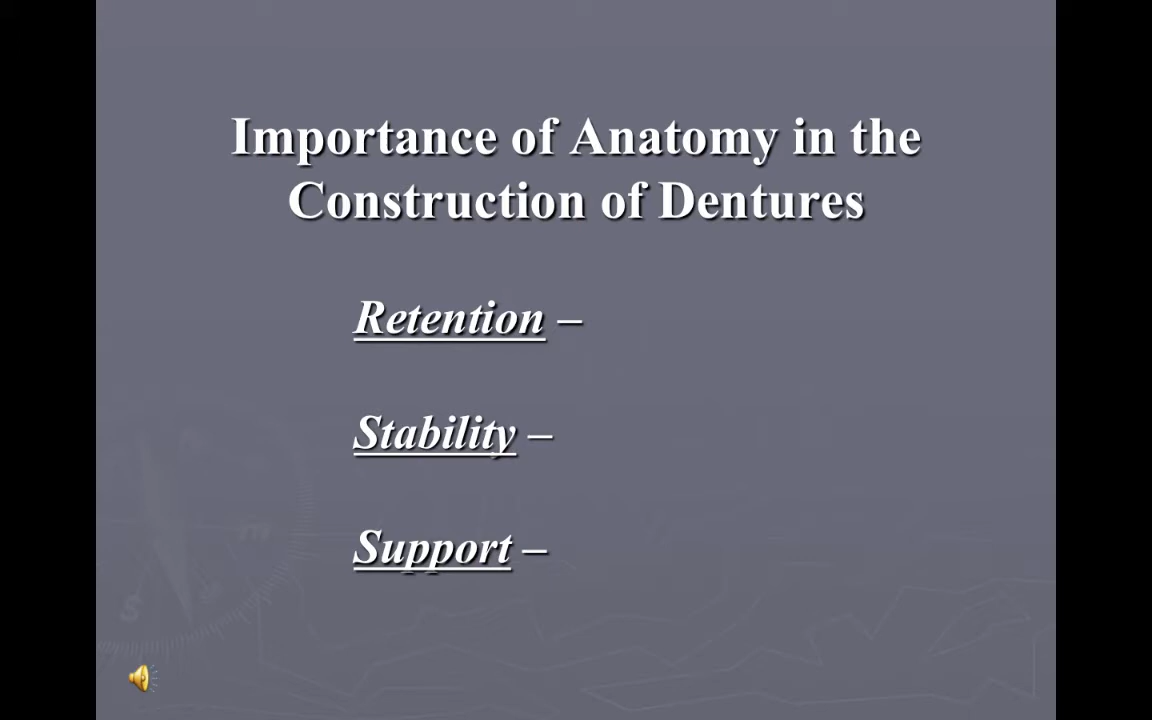 Importance of Anatomy in the
Construction of Dentures
Retention –
Stability –
Support –